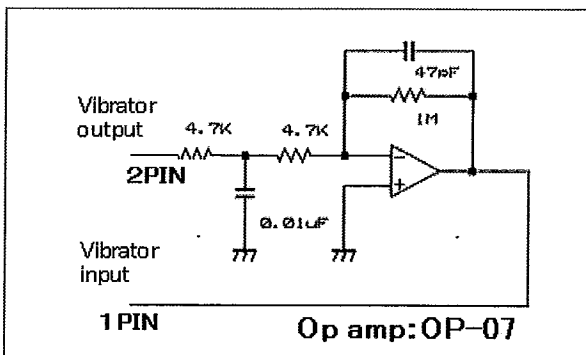 47pF
1M
Vibrator
output
4.7K 4.7K
2PIN
0.01uF
Vibrator
input
1PIN
Op amp:OP-07